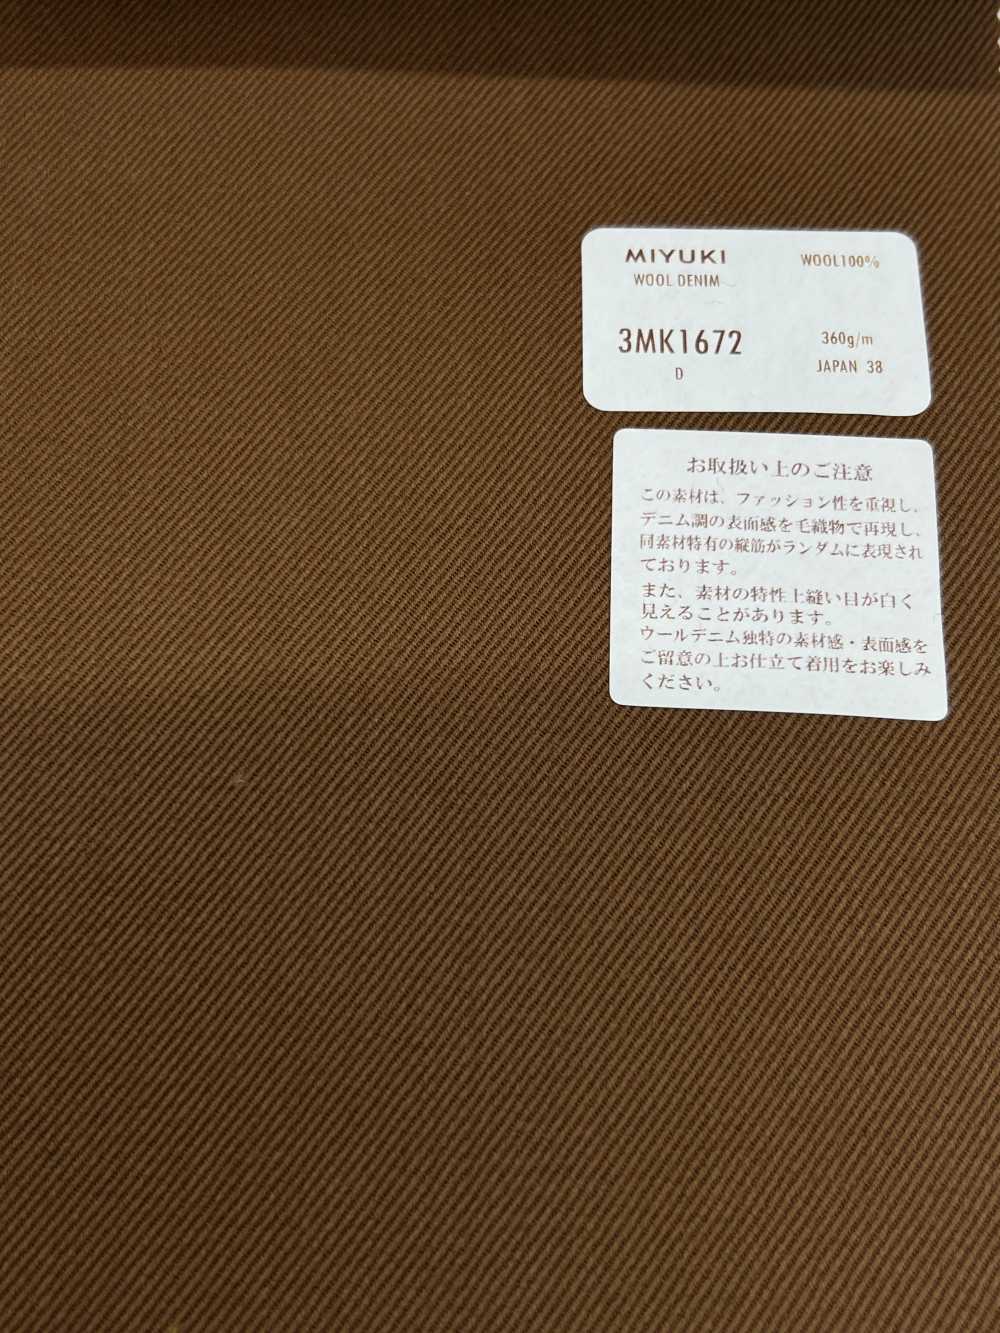 MIYUKI
WOOL100%
WOOL DENIM
3MK1672
360g/m
D
JAPAN 38
お取扱い上のご注意
この素材は、ファッション性を重視し、
デニム調の表面感を毛織物で再現し、
同素材特有の縦筋がランダムに表現され
ております。
また、素材の特性上縫い目が白く
見えることがあります。
ウールデニム独特の素材感・表面感を
ご留意の上お仕立て着用をお楽しみ
ください。